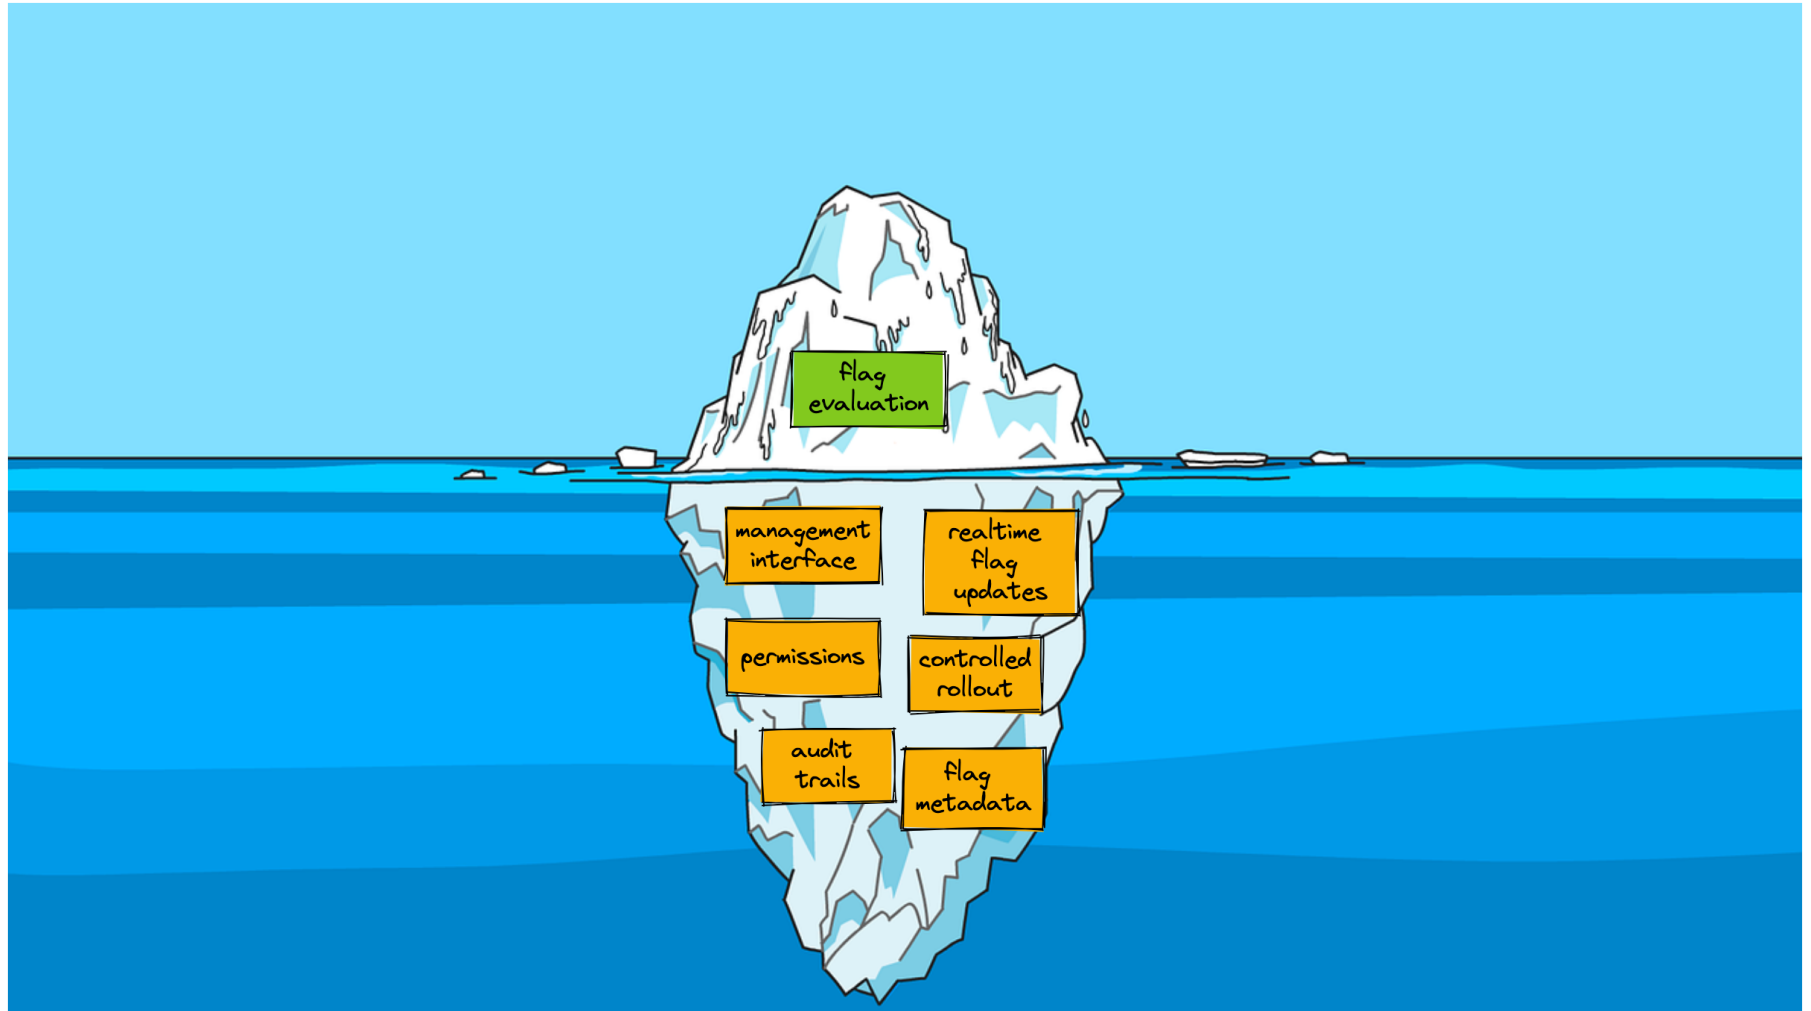 flag
evaluation
management
interface
realtime
flag
updates
permissions
controlled
rollout
audit
trails
flag
metadata